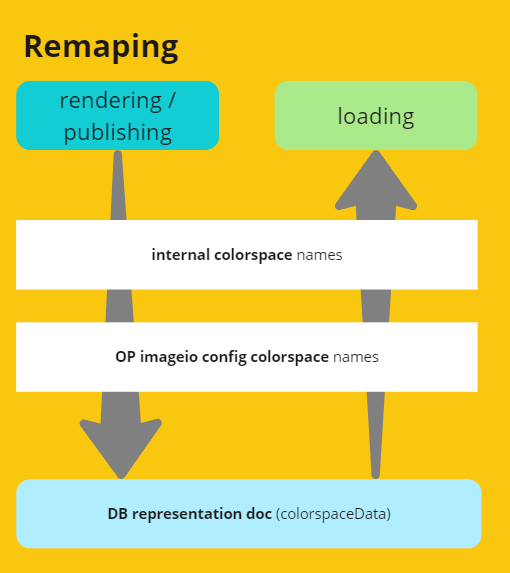 Remaping
rendering /
publishing
loading
internal colorspace names
OP imageio config colorspace names
DB representation doc (colorspaceData)